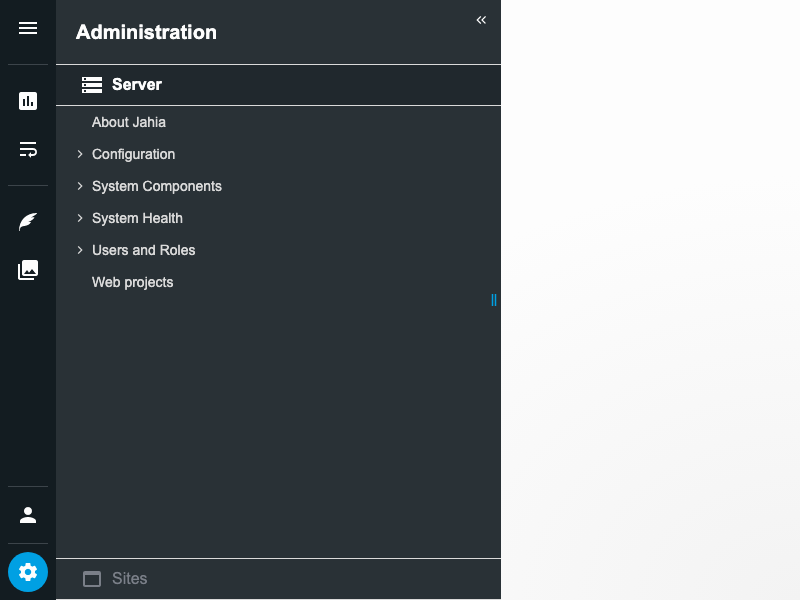 Administration
Server
About Jahia
Configuration
System Components
System Health
Users and Roles
Web projects
Sites